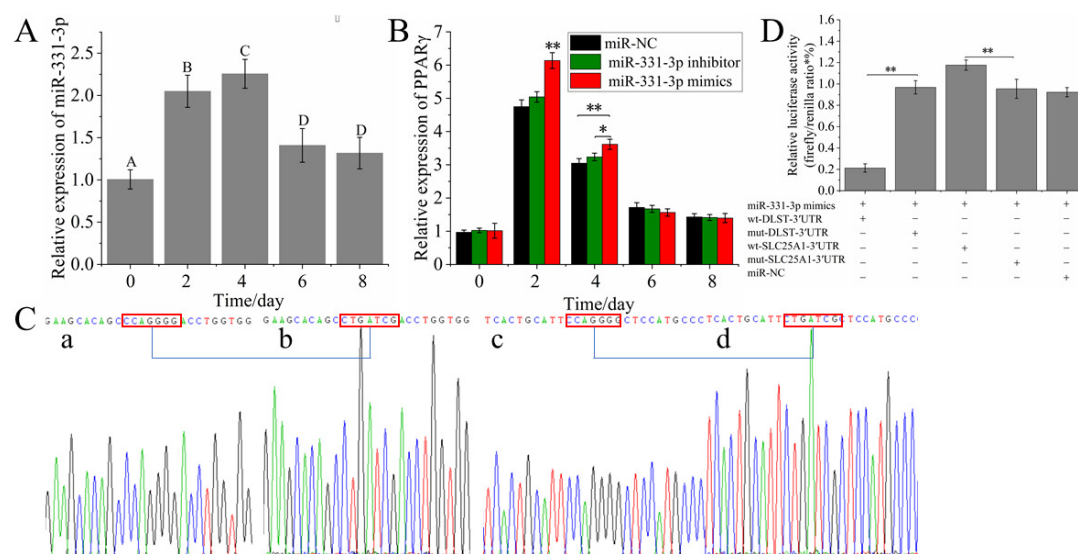 A
Relative expression of miR-331-3p
2.5
2.0
1.5
1.0
0.5
0.0
A
B
C
D
D
0 2 4 6 8
Time/day
B
Relative expression of PPARγ
7
6
5
4
3
2
1
0
miR-NC
miR-331-3p inhibitor
miR-331-3p mimics
**
**
*
0 2 4 6 8
Time/day
D
Relative luciferase activity
(firefly/renilla ratio*%)
1.6
1.4
1.2
1.0
0.8
0.6
0.4
0.2
0.0
**
**
miR-331-3p mimics + + + + +
wt-DLST-3'UTR + − − − −
mut-DLST-3'UTR − + − − −
wt-SLC25A1-3'UTR − − + − −
mut-SLC25A1-3'UTR − − − + −
miR-NC − − − − +
C
GAAGCACAGCCCAGGGGACCTGGTGG
a
GAAGCACAGCCTGATCGACCTGGTGG
b
TCACTGCATTCCAGGGGCTCCATGCCC
c
TCACTGCATTCTGATCGCTCCATGCCC
d